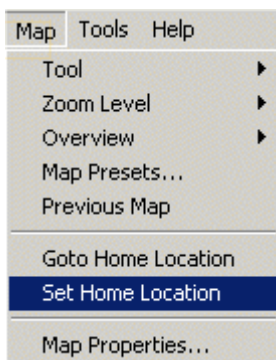 Map Tools Help
Tool
Zoom Level
Overview
Map Presets...
Previous Map
Goto Home Location
Set Home Location
Map Properties...